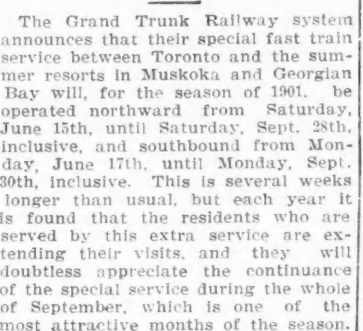 The Grand Trunk Railway system
announces that their special fast train
service between Toronto and the sum-
mer resorts in Muskoka and Georgian
Bay will, for the season of 1901. be
operated northward from Saturday,
June 15th, until Saturday, Sept. 28th,
inclusive, and southbound from Mon-
day, June 17th, until Monday, Sept.
30th, inclusive. This is several weeks
longer than usual, but each year it
is found that the residents who are
served by this extra service are ex-
tending their visits, and they will
doubtless appreciate the continuance
of the special service during the whole
of September, which is one of the
most attractive months of the season.